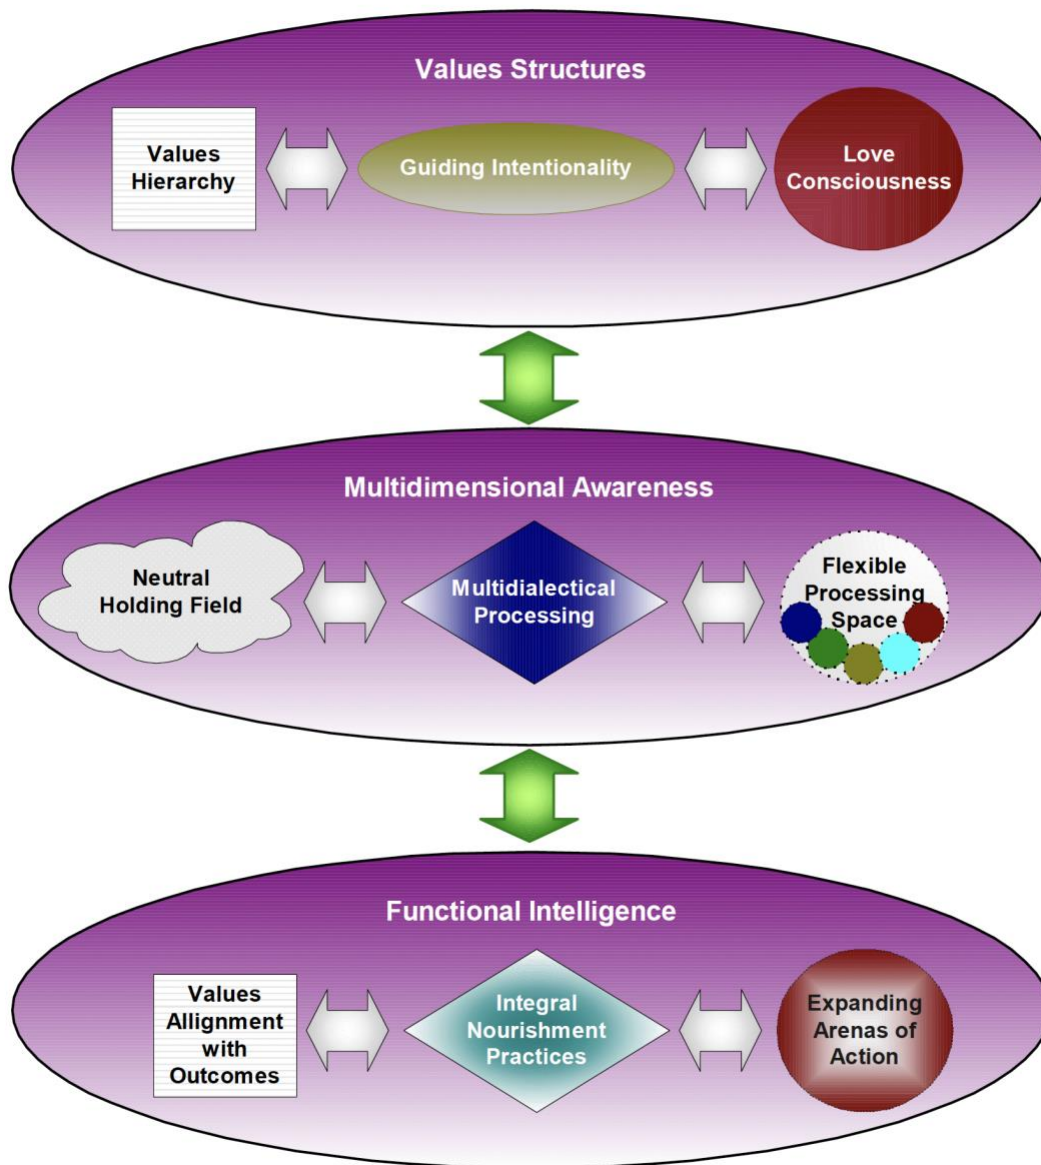 Values Structures
Values
Hierarchy
Guiding Intentionality
Love
Consciousness
Multidimensional Awareness
Neutral
Holding Field
Multidialectical
Processing
Flexible
Processing
Space
Functional Intelligence
Values
Allignment
with
Outcomes
Integral
Nourishment
Practices
Expanding
Arenas of
Action